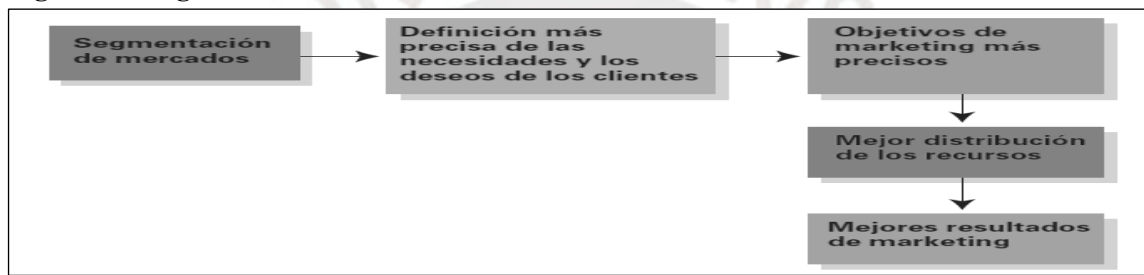 Segmentación
de mercados
Definición más
precisa de las
necesidades y los
deseos de los clientes
Objetivos de
marketing más
precisos
Mejor distribución
de los recursos
Mejores resultados
de marketing